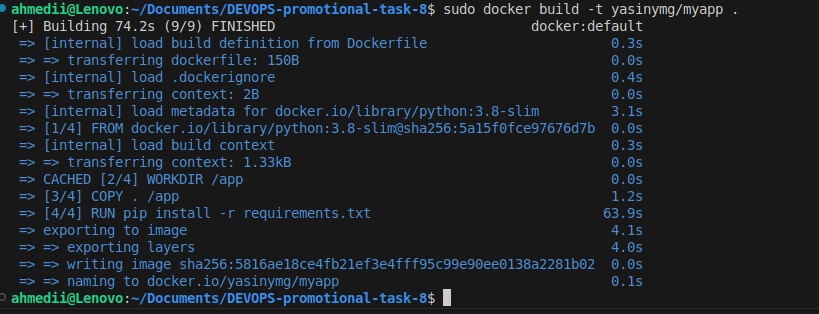 ahmedii@Lenovo:~/Documents/DEVOPS-promotional-task-8$ sudo docker build -t yasinymg/myapp .
[+] Building 74.2s (9/9) FINISHED docker:default
=> [internal] load build definition from Dockerfile 0.3s
=> => transferring dockerfile: 150B 0.0s
=> [internal] load .dockerignore 0.4s
=> => transferring context: 2B 0.0s
=> [internal] load metadata for docker.io/library/python:3.8-slim 3.1s
=> [1/4] FROM docker.io/library/python:3.8-slim@sha256:5a15f0fce97676d7b 0.0s
=> [internal] load build context 0.3s
=> => transferring context: 1.33kB 0.0s
=> CACHED [2/4] WORKDIR /app 0.0s
=> [3/4] COPY . /app 1.2s
=> [4/4] RUN pip install -r requirements.txt 63.9s
=> exporting to image 4.1s
=> => exporting layers 4.0s
=> => writing image sha256:5816ae18ce4fb21ef3e4fff95c99e90ee0138a2281b02 0.0s
=> => naming to docker.io/yasinymg/myapp 0.1s
ahmedii@Lenovo:~/Documents/DEVOPS-promotional-task-8$